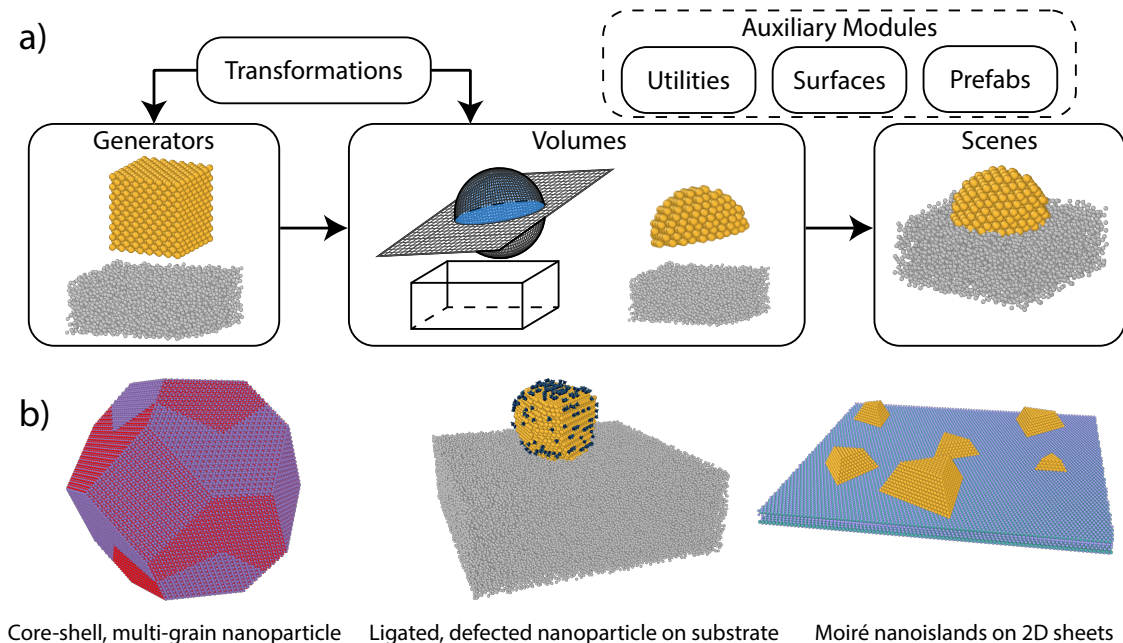 a)
Transformations
Auxiliary Modules
Utilities
Surfaces
Prefabs
Generators
Volumes
Scenes
b)
Core-shell, multi-grain nanoparticle
Ligated, defected nanoparticle on substrate
Moiré nanoislands on 2D sheets